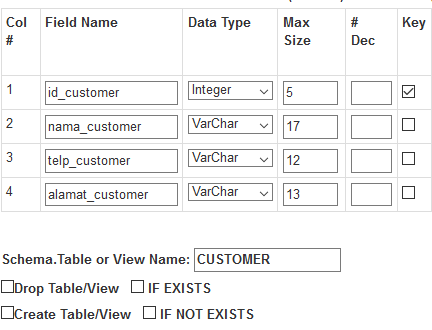 Col # Field Name Data Type Max Size # Dec Key
1 id_customer Integer 5
2 nama_customer VarChar 17
3 telp_customer VarChar 12
4 alamat_customer VarChar 13
Schema.Table or View Name: CUSTOMER
Drop Table/View IF EXISTS
Create Table/View IF NOT EXISTS